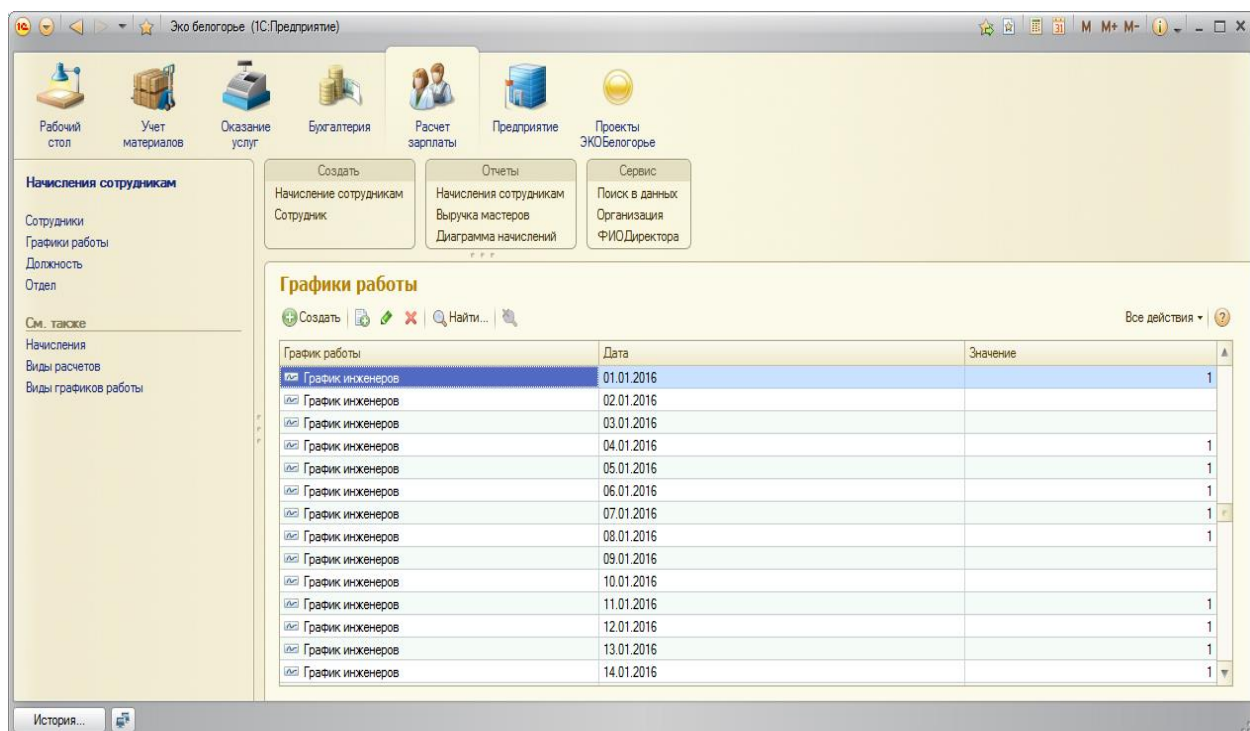 Эко белогорье (1С:Предприятие)
M M+ M-
Рабочий стол
Учет материалов
Оказание услуг
Бухгалтерия
Расчет зарплаты
Предприятие
Проекты ЭКОБелогорье
Начисления сотрудникам
Сотрудники
Графики работы
Должность
Отдел
См. также
Начисления
Виды расчетов
Виды графиков работы
Создать
Начисление сотрудникам
Сотрудник
Отчеты
Начисления сотрудникам
Выручка мастеров
Диаграмма начислений
Сервис
Поиск в данных
Организация
ФИОДиректора
Графики работы
Создать Найти... Все действия
График работы Дата Значение
График инженеров 01.01.2016 1
График инженеров 02.01.2016
График инженеров 03.01.2016
График инженеров 04.01.2016 1
График инженеров 05.01.2016 1
График инженеров 06.01.2016 1
График инженеров 07.01.2016 1
График инженеров 08.01.2016 1
График инженеров 09.01.2016
График инженеров 10.01.2016
График инженеров 11.01.2016 1
График инженеров 12.01.2016 1
График инженеров 13.01.2016 1
График инженеров 14.01.2016 1
История...